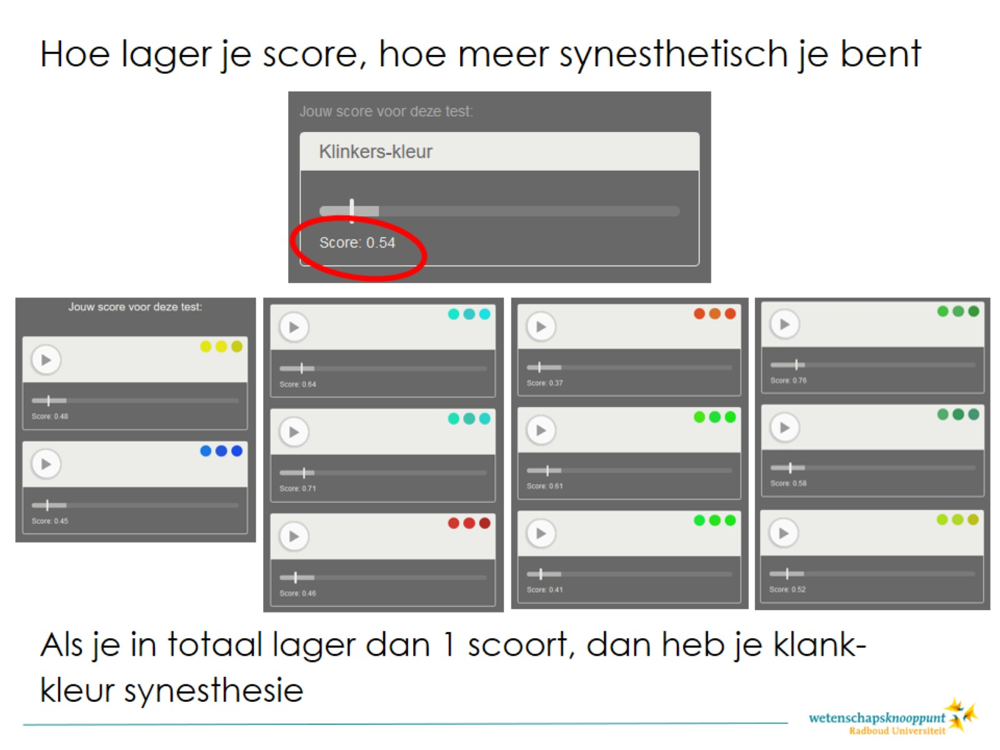 Hoe lager je score, hoe meer synesthetisch je bent
Jouw score voor deze test:
Klinkers-kleur
Score: 0.54
Jouw score voor deze test:
Score: 0.48
Score: 0.45
Score: 0.64
Score: 0.71
Score: 0.46
Score: 0.37
Score: 0.61
Score: 0.41
Score: 0.76
Score: 0.58
Score: 0.52
Als je in totaal lager dan 1 scoort, dan heb je klank-
kleur synesthesie
wetenschapsknooppunt
Radboud Universiteit